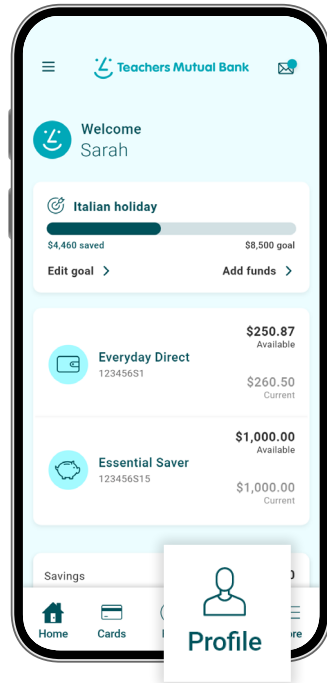 Teachers Mutual Bank
Welcome
Sarah
Italian holiday
$4,460 saved
$8,500 goal
Edit goal
Add funds
$250.87
Available
Everyday Direct
123456S1
$260.50
Current
$1,000.00
Available
Essential Saver
123456S15
$1,000.00
Current
Savings
Home
Cards
Profile